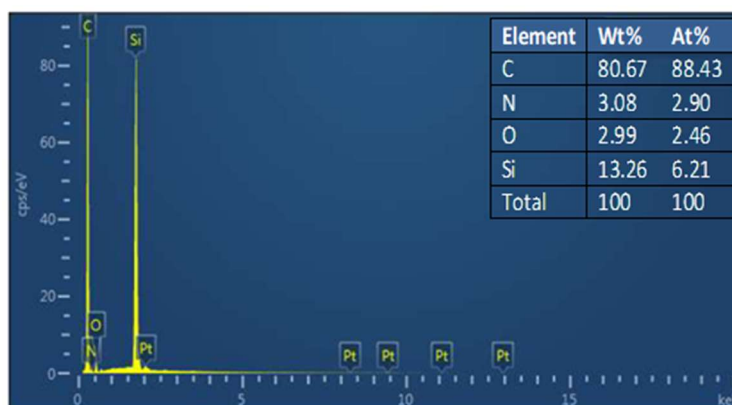 C
Si
80
60
40
20
0
cps/eV
O
N
Pt
Pt
Pt
Pt
Pt
0
5
10
15
ke
Element Wt% At%
C 80.67 88.43
N 3.08 2.90
O 2.99 2.46
Si 13.26 6.21
Total 100 100